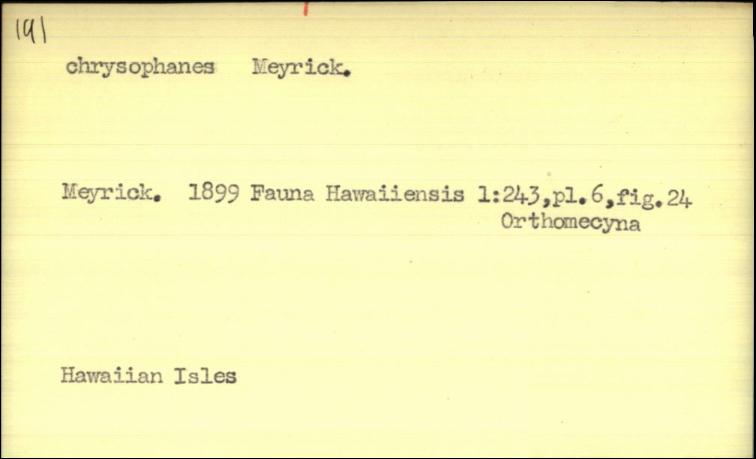 191
chrysophanes Meyrick.
Meyrick. 1899 Fauna Hawaiiensis 1:243,pl.6,fig.24
Orthomecyna
Hawaiian Isles